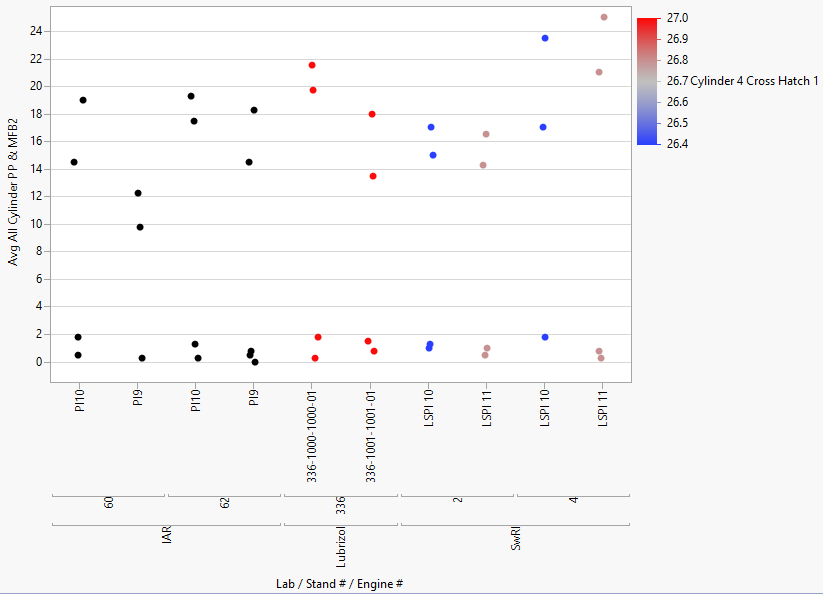 Avg All Cylinder PP & MFB2
24
22
20
18
16
14
12
10
8
6
4
2
0
27.0
26.9
26.8
26.7
26.6
26.5
26.4
Cylinder 4 Cross Hatch 1
PI10
PI9
PI10
PI9
336-1000-1000-01
336-1001-1001-01
LSPI 10
LSPI 11
LSPI 10
LSPI 11
60
62
336
2
4
IAR
Lubrizol
SwRI
Lab / Stand # / Engine #